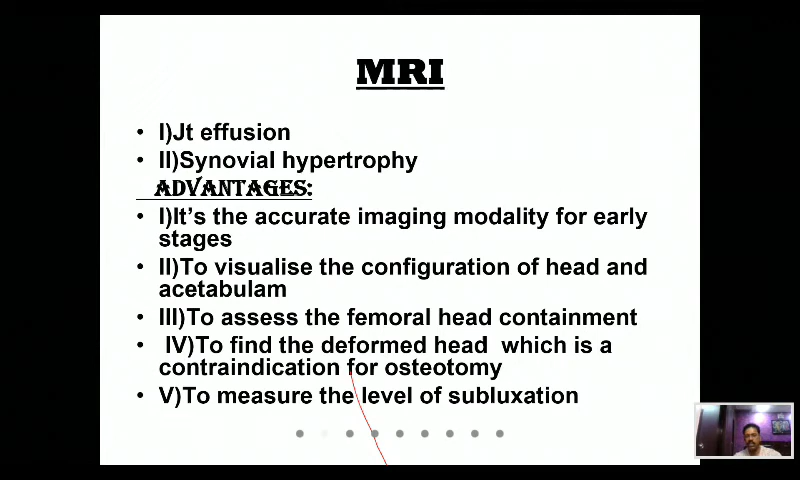 MRI
• I)Jt effusion
• II)Synovial hypertrophy
ADVANTAGES:
• I)It's the accurate imaging modality for early
stages
• II)To visualise the configuration of head and
acetabulam
• III)To assess the femoral head containment
• IV)To find the deformed head which is a
contraindication for osteotomy
• V)To measure the level of subluxation